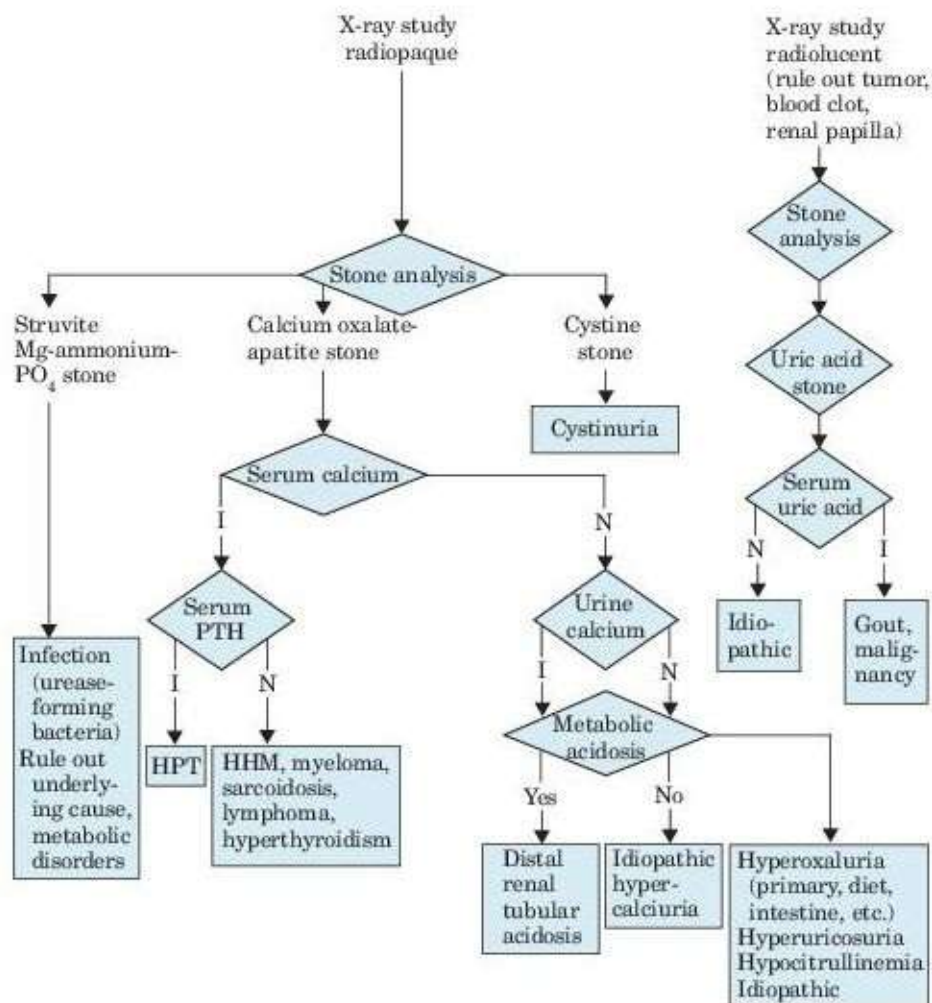 X-ray study
radiopaque
X-ray study
radiolucent
(rule out tumor,
blood clot,
renal papilla)
Stone
analysis
Stone analysis
Struvite
Mg-ammonium-
PO4 stone
Calcium oxalate-
apatite stone
Cystine
stone
Uric acid
stone
Cystinuria
Serum calcium
Serum
uric acid
I
N
N
I
Serum
PTH
Urine
calcium
Idio-
pathic
Gout,
malig-
nancy
Infection
(urease-
forming
bacteria)
Rule out
underly-
ing cause,
metabolic
disorders
I
N
I
N
Metabolic
acidosis
HPT
HHM, myeloma,
sarcoidosis,
lymphoma,
hyperthyroidism
Yes
No
Distal
renal
tubular
acidosis
Idiopathic
hyper-
calciuria
Hyperoxaluria
(primary, diet,
intestine, etc.)
Hyperuricosuria
Hypocitrullinemia
Idiopathic